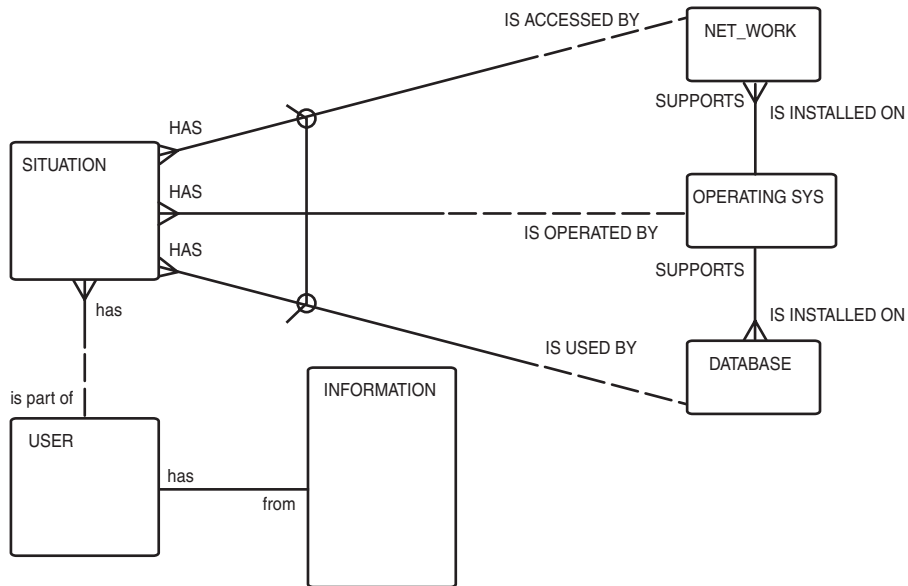 IS ACCESSED BY
NET_WORK
SUPPORTS
IS INSTALLED ON
HAS
SITUATION
HAS
OPERATING SYS
IS OPERATED BY
HAS
SUPPORTS
has
IS INSTALLED ON
IS USED BY
DATABASE
is part of
INFORMATION
USER
has
from